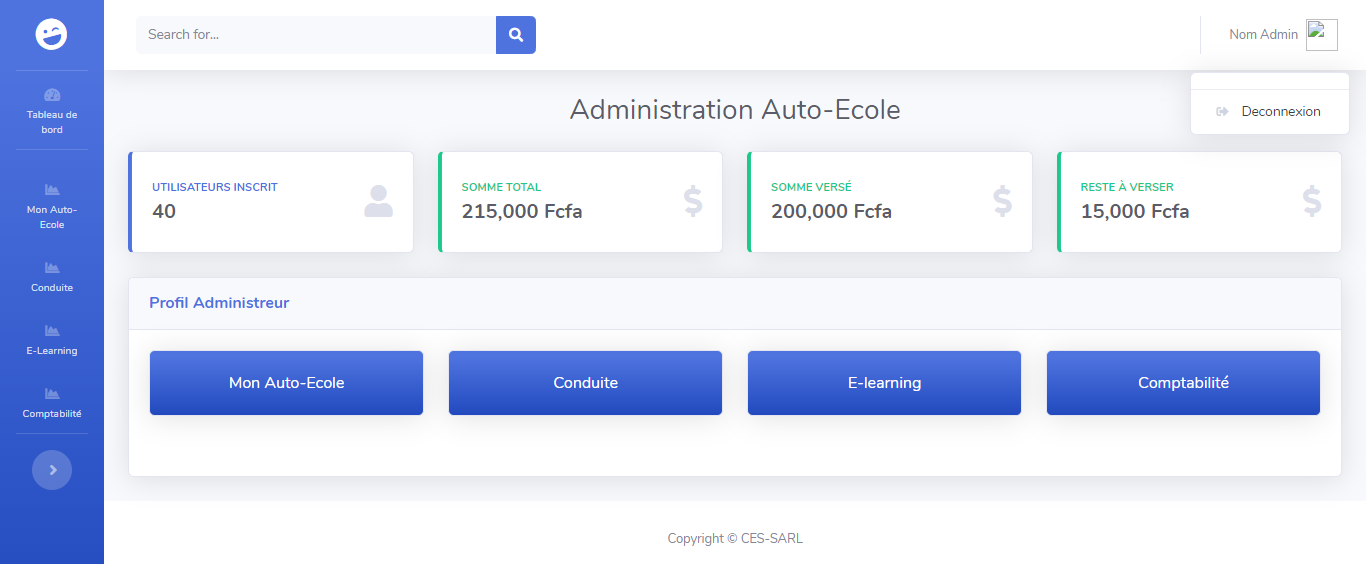 Search for...
Nom Admin
Deconnexion
Tableau de
bord
Mon Auto-
Ecole
Conduite
E-Learning
Comptabilité
Administration Auto-Ecole
UTILISATEURS INSCRIT
40
SOMME TOTAL
215,000 Fcfa
SOMME VERSÉ
200,000 Fcfa
RESTE À VERSER
15,000 Fcfa
Profil Administreur
Mon Auto-Ecole
Conduite
E-learning
Comptabilité
Copyright © CES-SARL